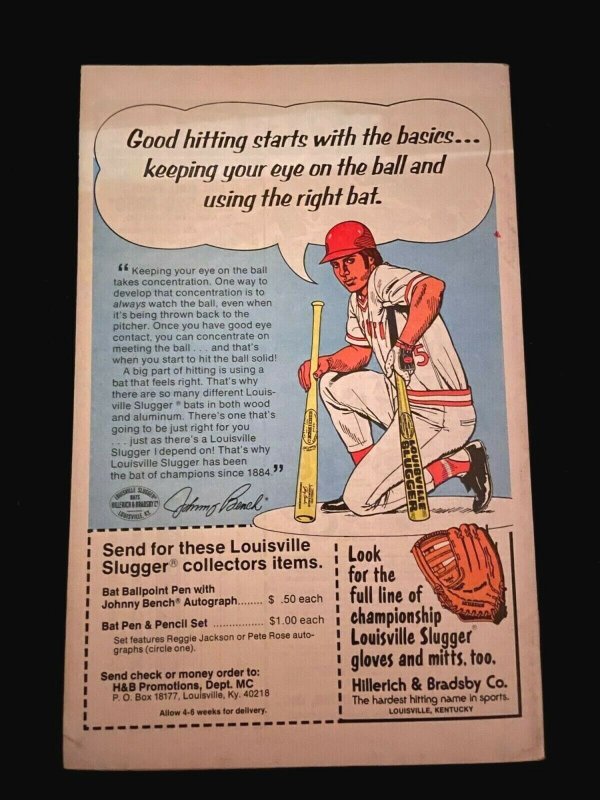 Good hitting starts with the basics...
keeping your eye on the ball and
using the right bat.
“Keeping your eye on the ball
takes concentration. One way to
develop that concentration is to
always watch the ball, even when
it's being thrown back to the
pitcher. Once you have good eye
contact, you can concentrate on
meeting the ball . . . and that's
when you start to hit the ball solid!
A big part of hitting is using a
bat that feels right. That's why
there are so many different Louis-
ville Slugger® bats in both wood
and aluminum. There's one that's
going to be just right for you
. . . just as there's a Louisville
Slugger I depend on! That's why
Louisville Slugger has been
the bat of champions since 1884.”
LOUISVILLE SLUGGER
BATS
HILLERICH & BRADSBY Co
LOUISVILLE, KY.
Johnny Bench®
5
LOUISVILLE
SLUGGER
Send for these Louisville
Slugger® collectors items.
Bat Ballpoint Pen with
Johnny Bench® Autograph........ $ .50 each
Bat Pen & Pencil Set ................ $1.00 each
Set features Reggie Jackson or Pete Rose auto-
graphs (circle one).
Send check or money order to:
H&B Promotions, Dept. MC
P. O. Box 18177, Louisville, Ky. 40218
Allow 4-6 weeks for delivery.
Look
for the
full line of
championship
Louisville Slugger®
gloves and mitts, too.
Hillerich & Bradsby Co.
The hardest hitting name in sports.
LOUISVILLE, KENTUCKY